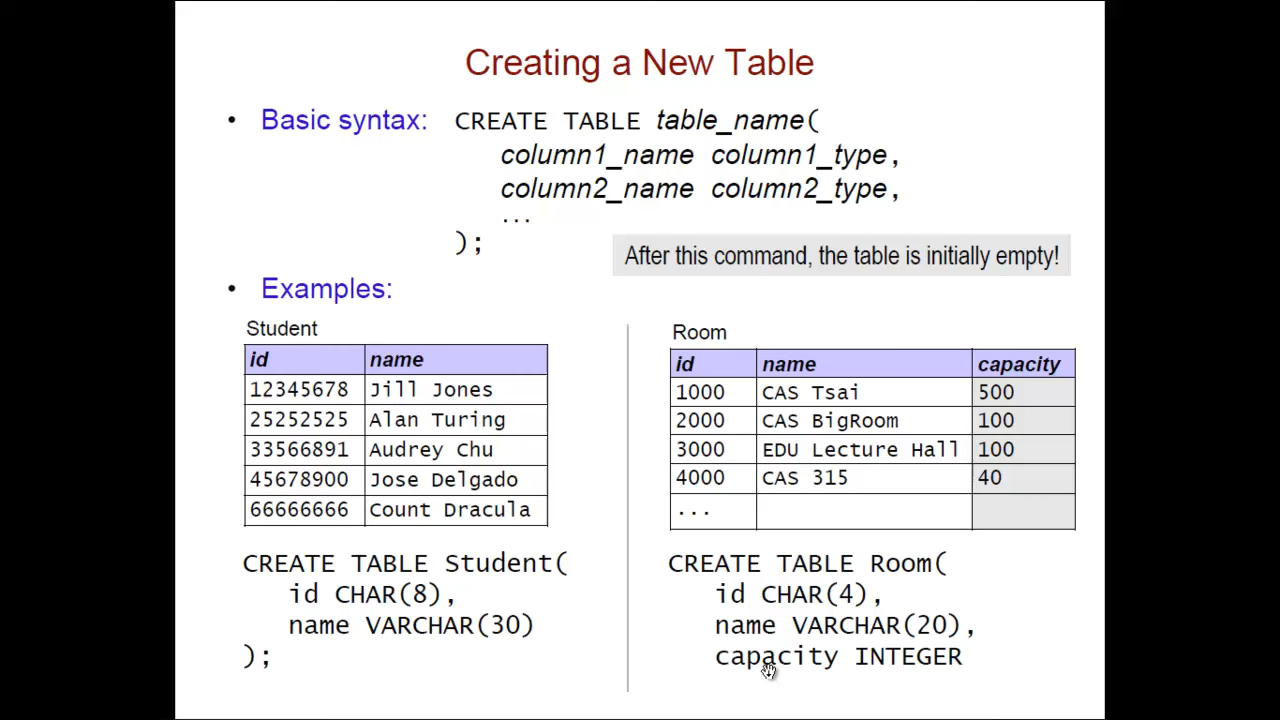 Creating a New Table
• Basic syntax: CREATE TABLE table_name(
column1_name column1_type,
column2_name column2_type,
...
);
After this command, the table is initially empty!
• Examples:
Student
id name
12345678 Jill Jones
25252525 Alan Turing
33566891 Audrey Chu
45678900 Jose Delgado
66666666 Count Dracula
CREATE TABLE Student(
id CHAR(8),
name VARCHAR(30)
);
Room
id name capacity
1000 CAS Tsai 500
2000 CAS BigRoom 100
3000 EDU Lecture Hall 100
4000 CAS 315 40
...
CREATE TABLE Room(
id CHAR(4),
name VARCHAR(20),
capacity INTEGER